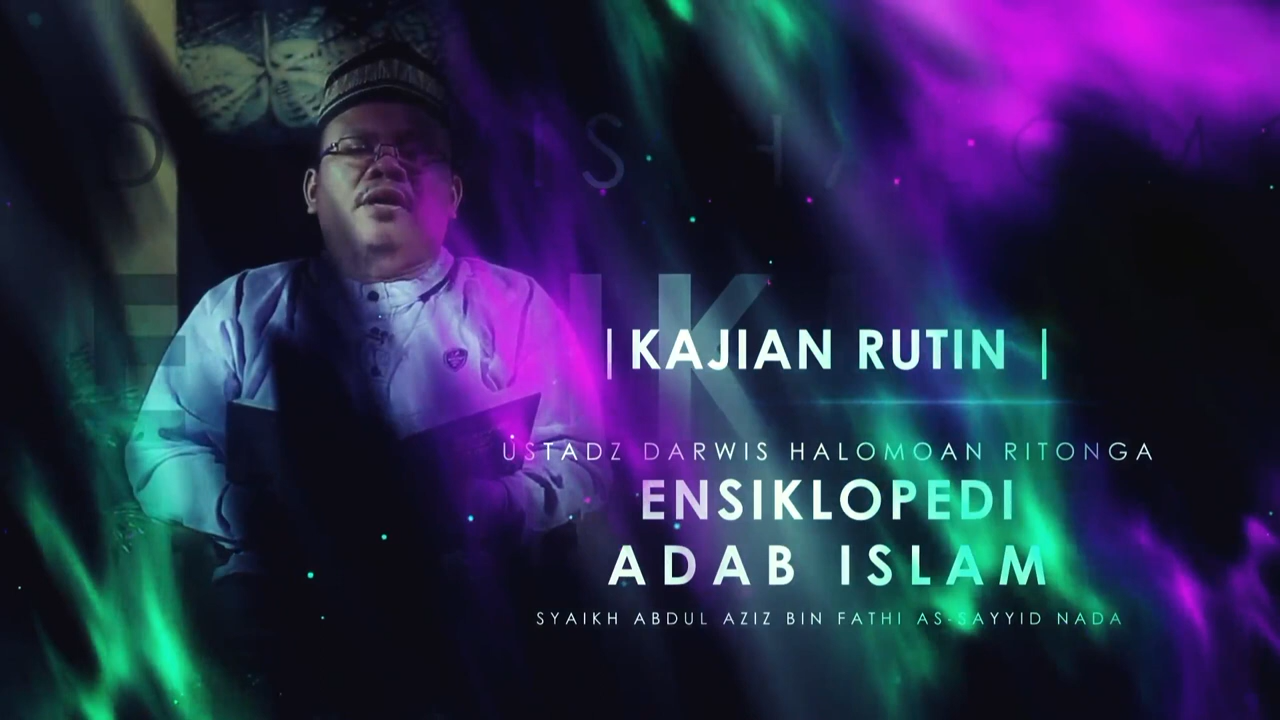 | KAJIAN RUTIN |
USTADZ DARWIS HALOMOAN RITONGA
ENSIKLOPEDI
ADAB ISLAM
SYAIKH ABDUL AZIZ BIN FATHI AS-SAYYID NADA